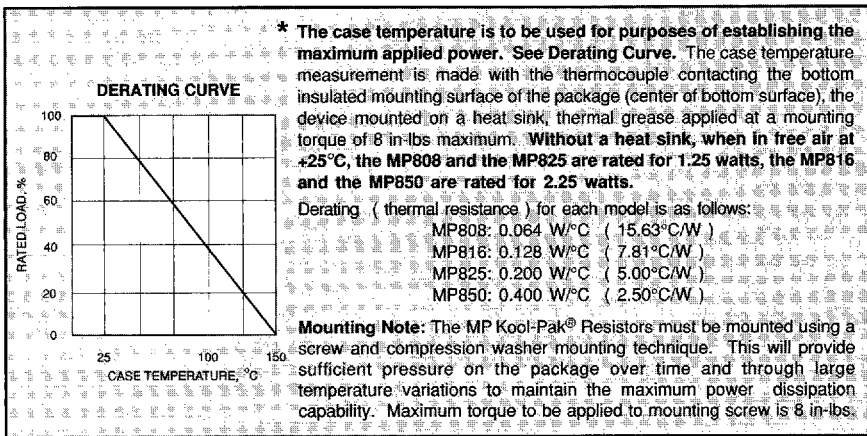 DERATING CURVE
100
80
60
40
20
0
RATED LOAD, %
25 100 150
CASE TEMPERATURE, °C
* The case temperature is to be used for purposes of establishing the
maximum applied power. See Derating Curve. The case temperature
measurement is made with the thermocouple contacting the bottom
insulated mounting surface of the package (center of bottom surface), the
device mounted on a heat sink, thermal grease applied at a mounting
torque of 8 in-lbs maximum. Without a heat sink, when in free air at
+25°C, the MP808 and the MP825 are rated for 1.25 watts, the MP816
and the MP850 are rated for 2.25 watts.
Derating ( thermal resistance ) for each model is as follows:
MP808: 0.064 W/°C ( 15.63°C/W )
MP816: 0.128 W/°C ( 7.81°C/W )
MP825: 0.200 W/°C ( 5.00°C/W )
MP850: 0.400 W/°C ( 2.50°C/W )
Mounting Note: The MP Kool-Pak® Resistors must be mounted using a
screw and compression washer mounting technique. This will provide
sufficient pressure on the package over time and through large
temperature variations to maintain the maximum power dissipation
capability. Maximum torque to be applied to mounting screw is 8 in-lbs.